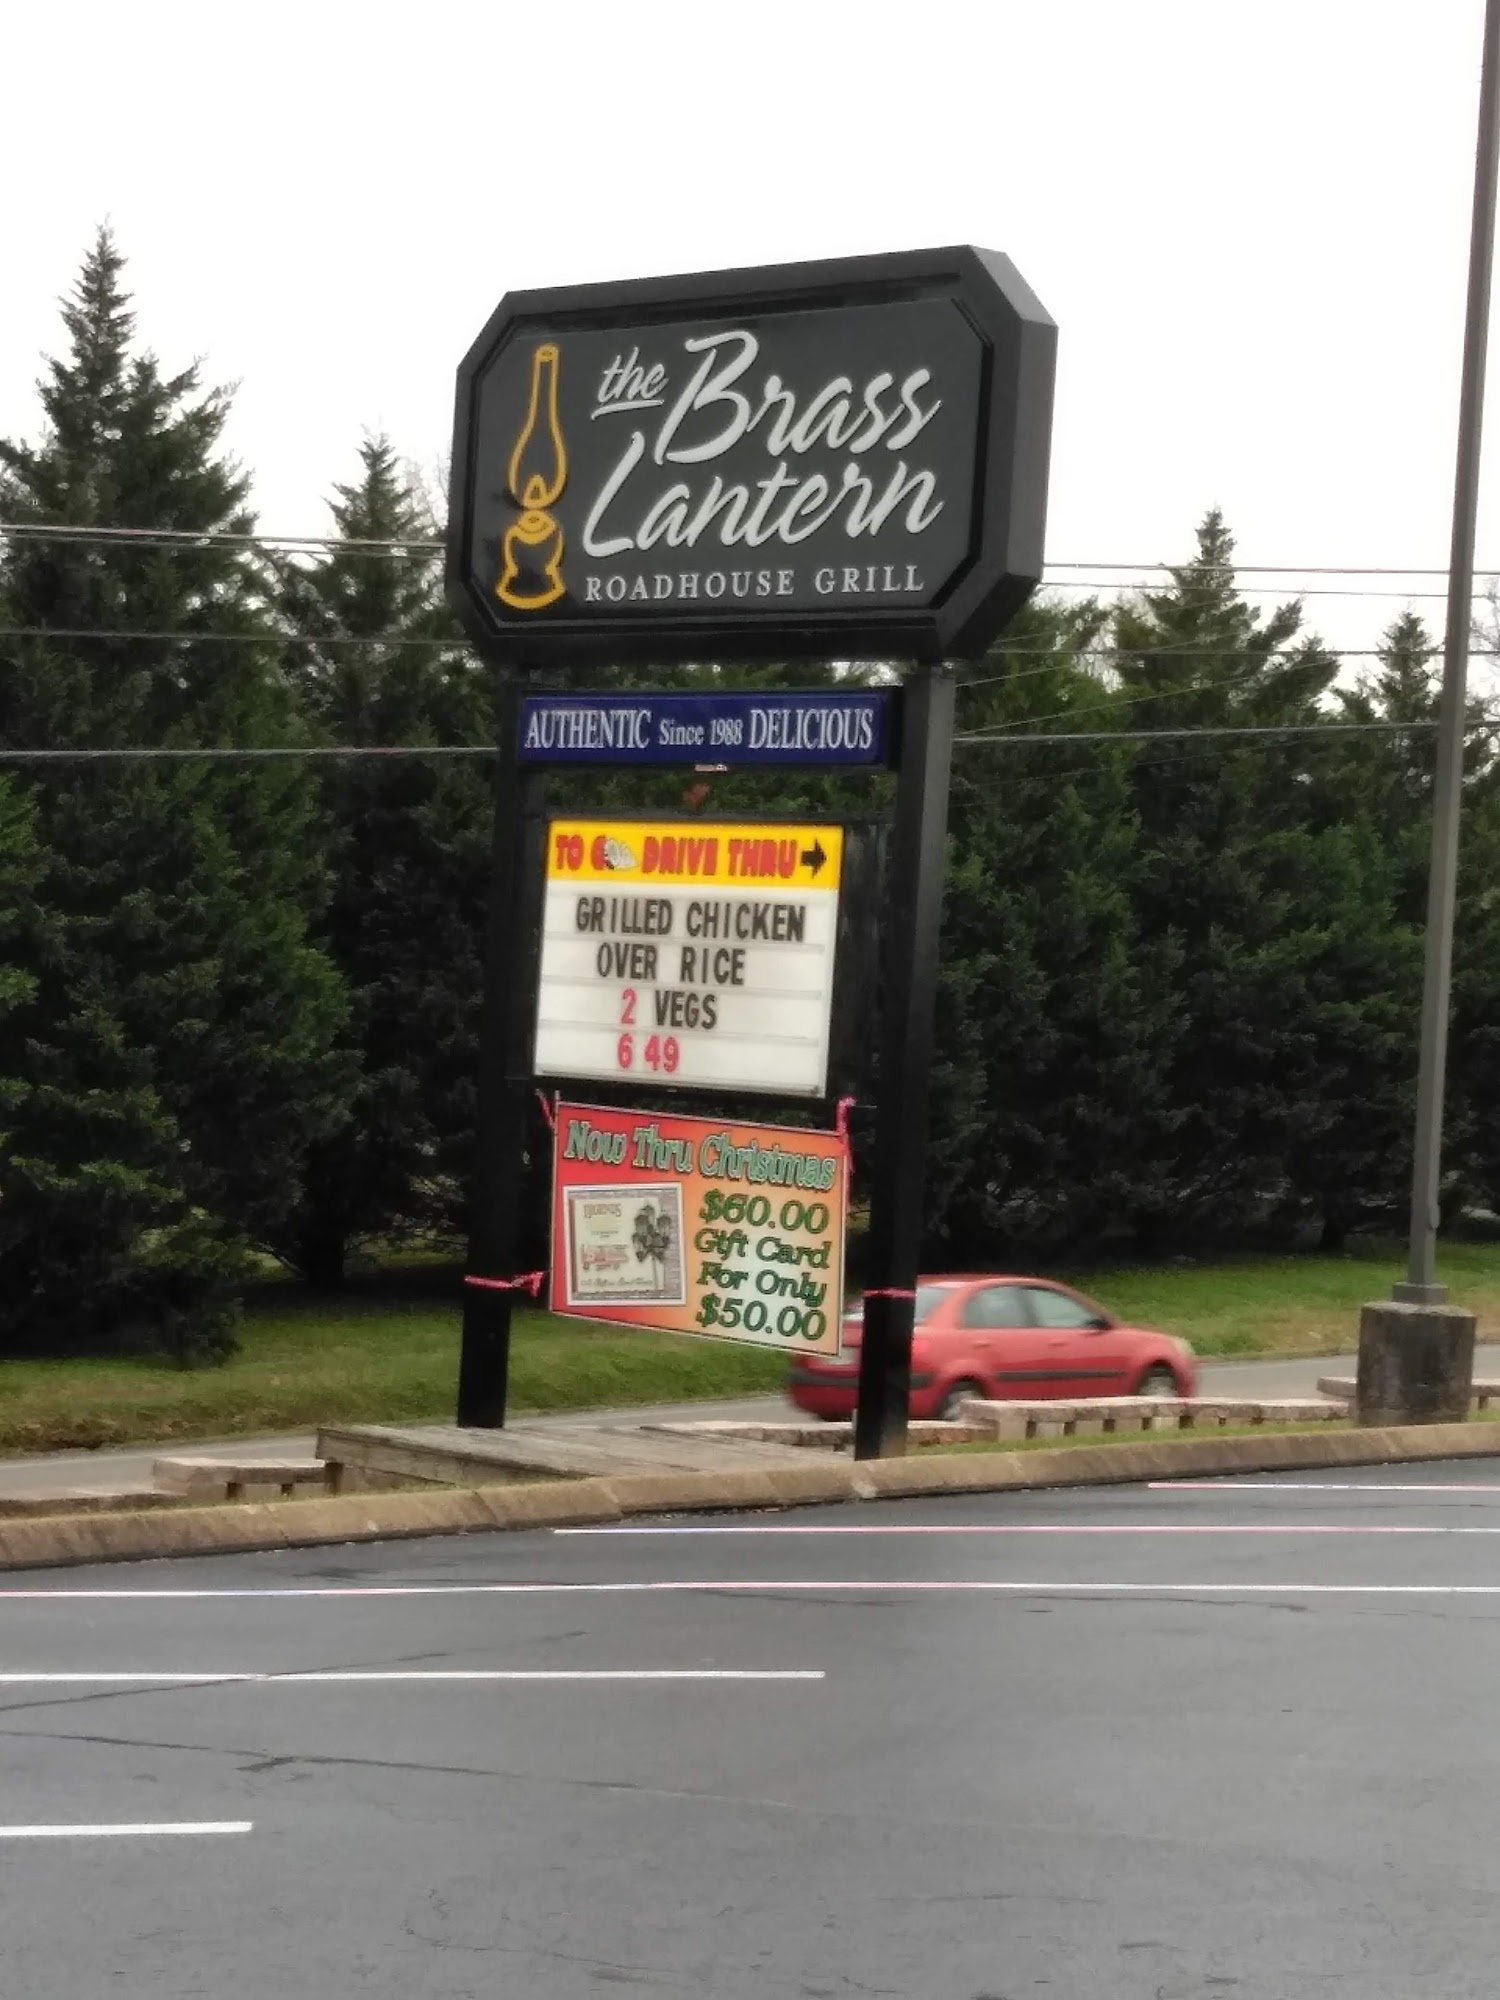 the Brass
Lantern
ROADHOUSE GRILL
AUTHENTIC Since 1988 DELICIOUS
TO GO DRIVE THRU
GRILLED CHICKEN
OVER RICE
2 VEGS
6 49
Now Thru Christmas
LEGENDS
$60.00
Gift Card
For Only
$50.00